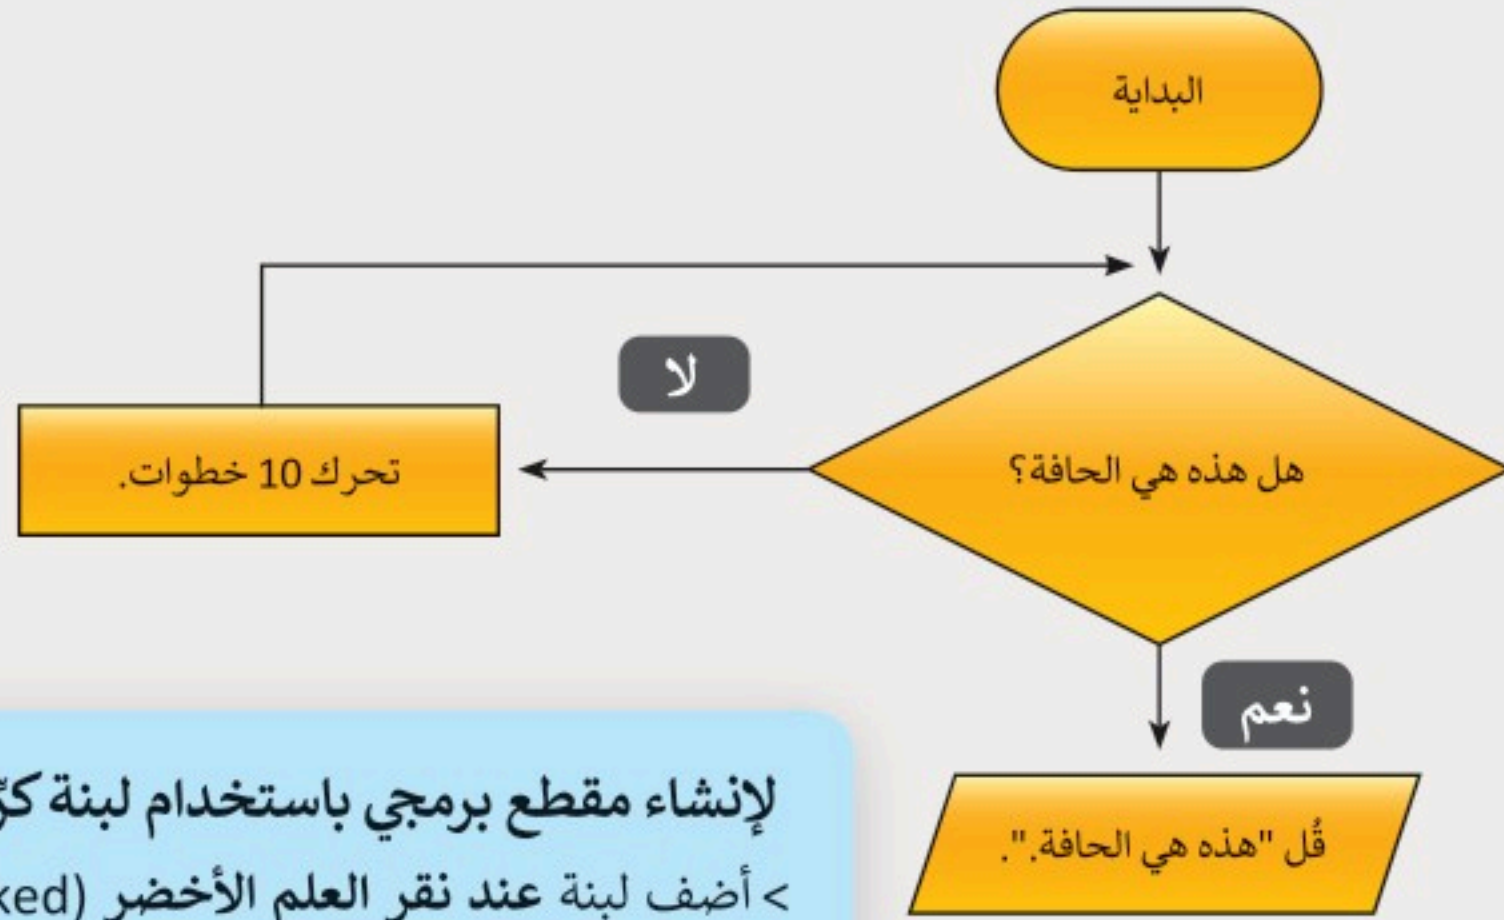 البداية
لا
هل هذه هي الحافة؟
تحرك 10 خطوات.
نعم
قُل "هذه هي الحافة.".
لإنشاء مقطع برمجي باستخدام لبنة
> أضف لبنة عند نقر العلم الأخضر